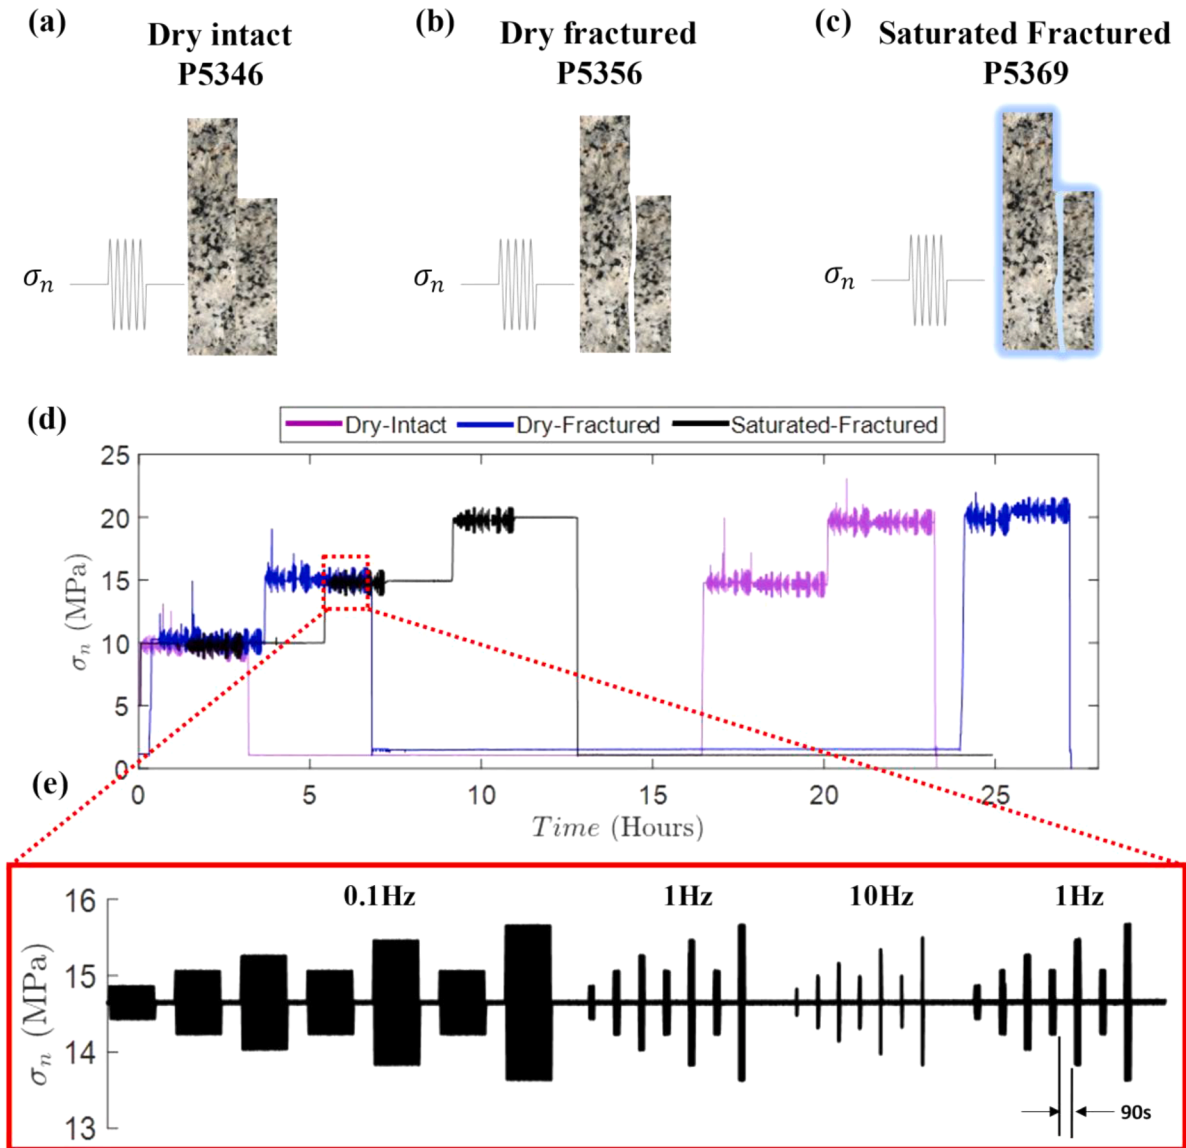 (a)
Dry intact
P5346
(b)
Dry fractured
P5356
(c)
Saturated Fractured
P5369
σn
σn
σn
(d)
Dry-Intact Dry-Fractured Saturated-Fractured
25
20
15
10
5
0
σn (MPa)
0 5 10 15 20 25
Time (Hours)
(e)
0.1Hz 1Hz 10Hz 1Hz
16
15
14
13
σn (MPa)
90s